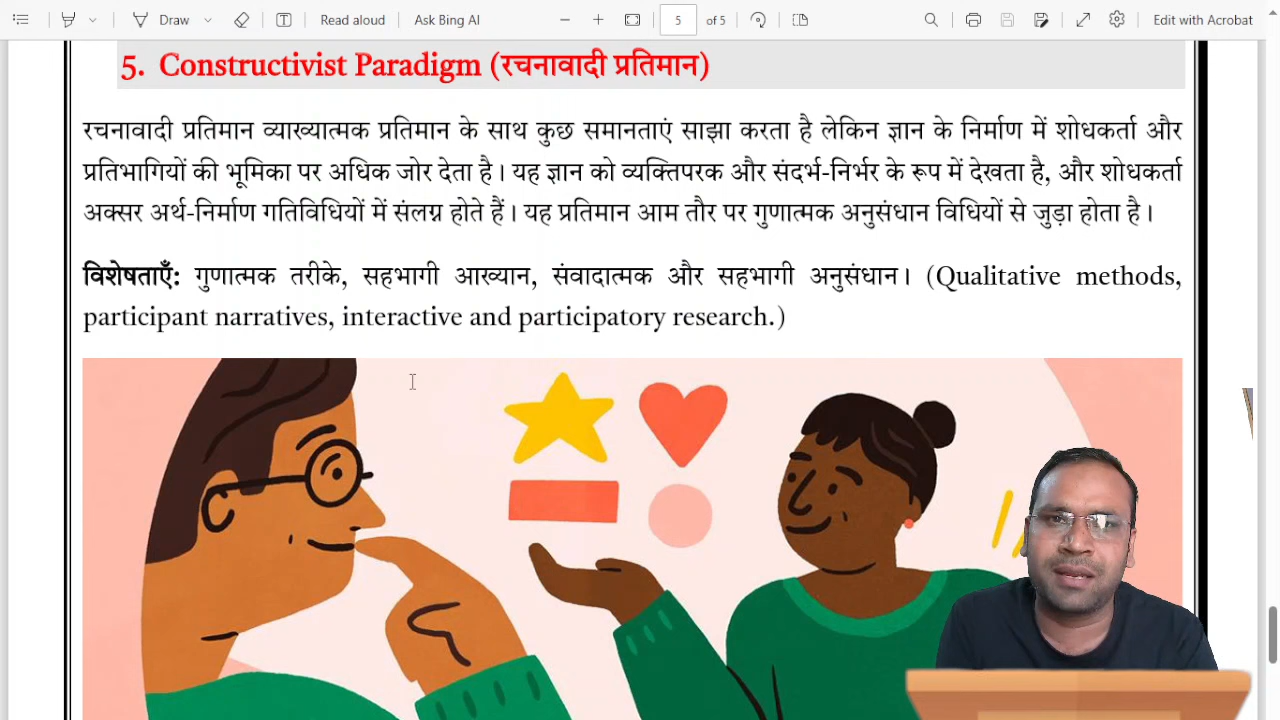 Draw
Read aloud
Ask Bing AI
5
of 5
Edit with Acrobat
5. Constructivist Paradigm (रचनावादी प्रतिमान)
रचनावादी प्रतिमान व्याख्यात्मक प्रतिमान के साथ कुछ समानताएं साझा करता है लेकिन ज्ञान के निर्माण में शोधकर्ता और
प्रतिभागियों की भूमिका पर अधिक जोर देता है। यह ज्ञान को व्यक्तिपरक और संदर्भ-निर्भर के रूप में देखता है, और शोधकर्ता
अक्सर अर्थ-निर्माण गतिविधियों में संलग्न होते हैं। यह प्रतिमान आम तौर पर गुणात्मक अनुसंधान विधियों से जुड़ा होता है।
विशेषताएँ: गुणात्मक तरीके, सहभागी आख्यान, संवादात्मक और सहभागी अनुसंधान। (Qualitative methods,
participant narratives, interactive and participatory research.)